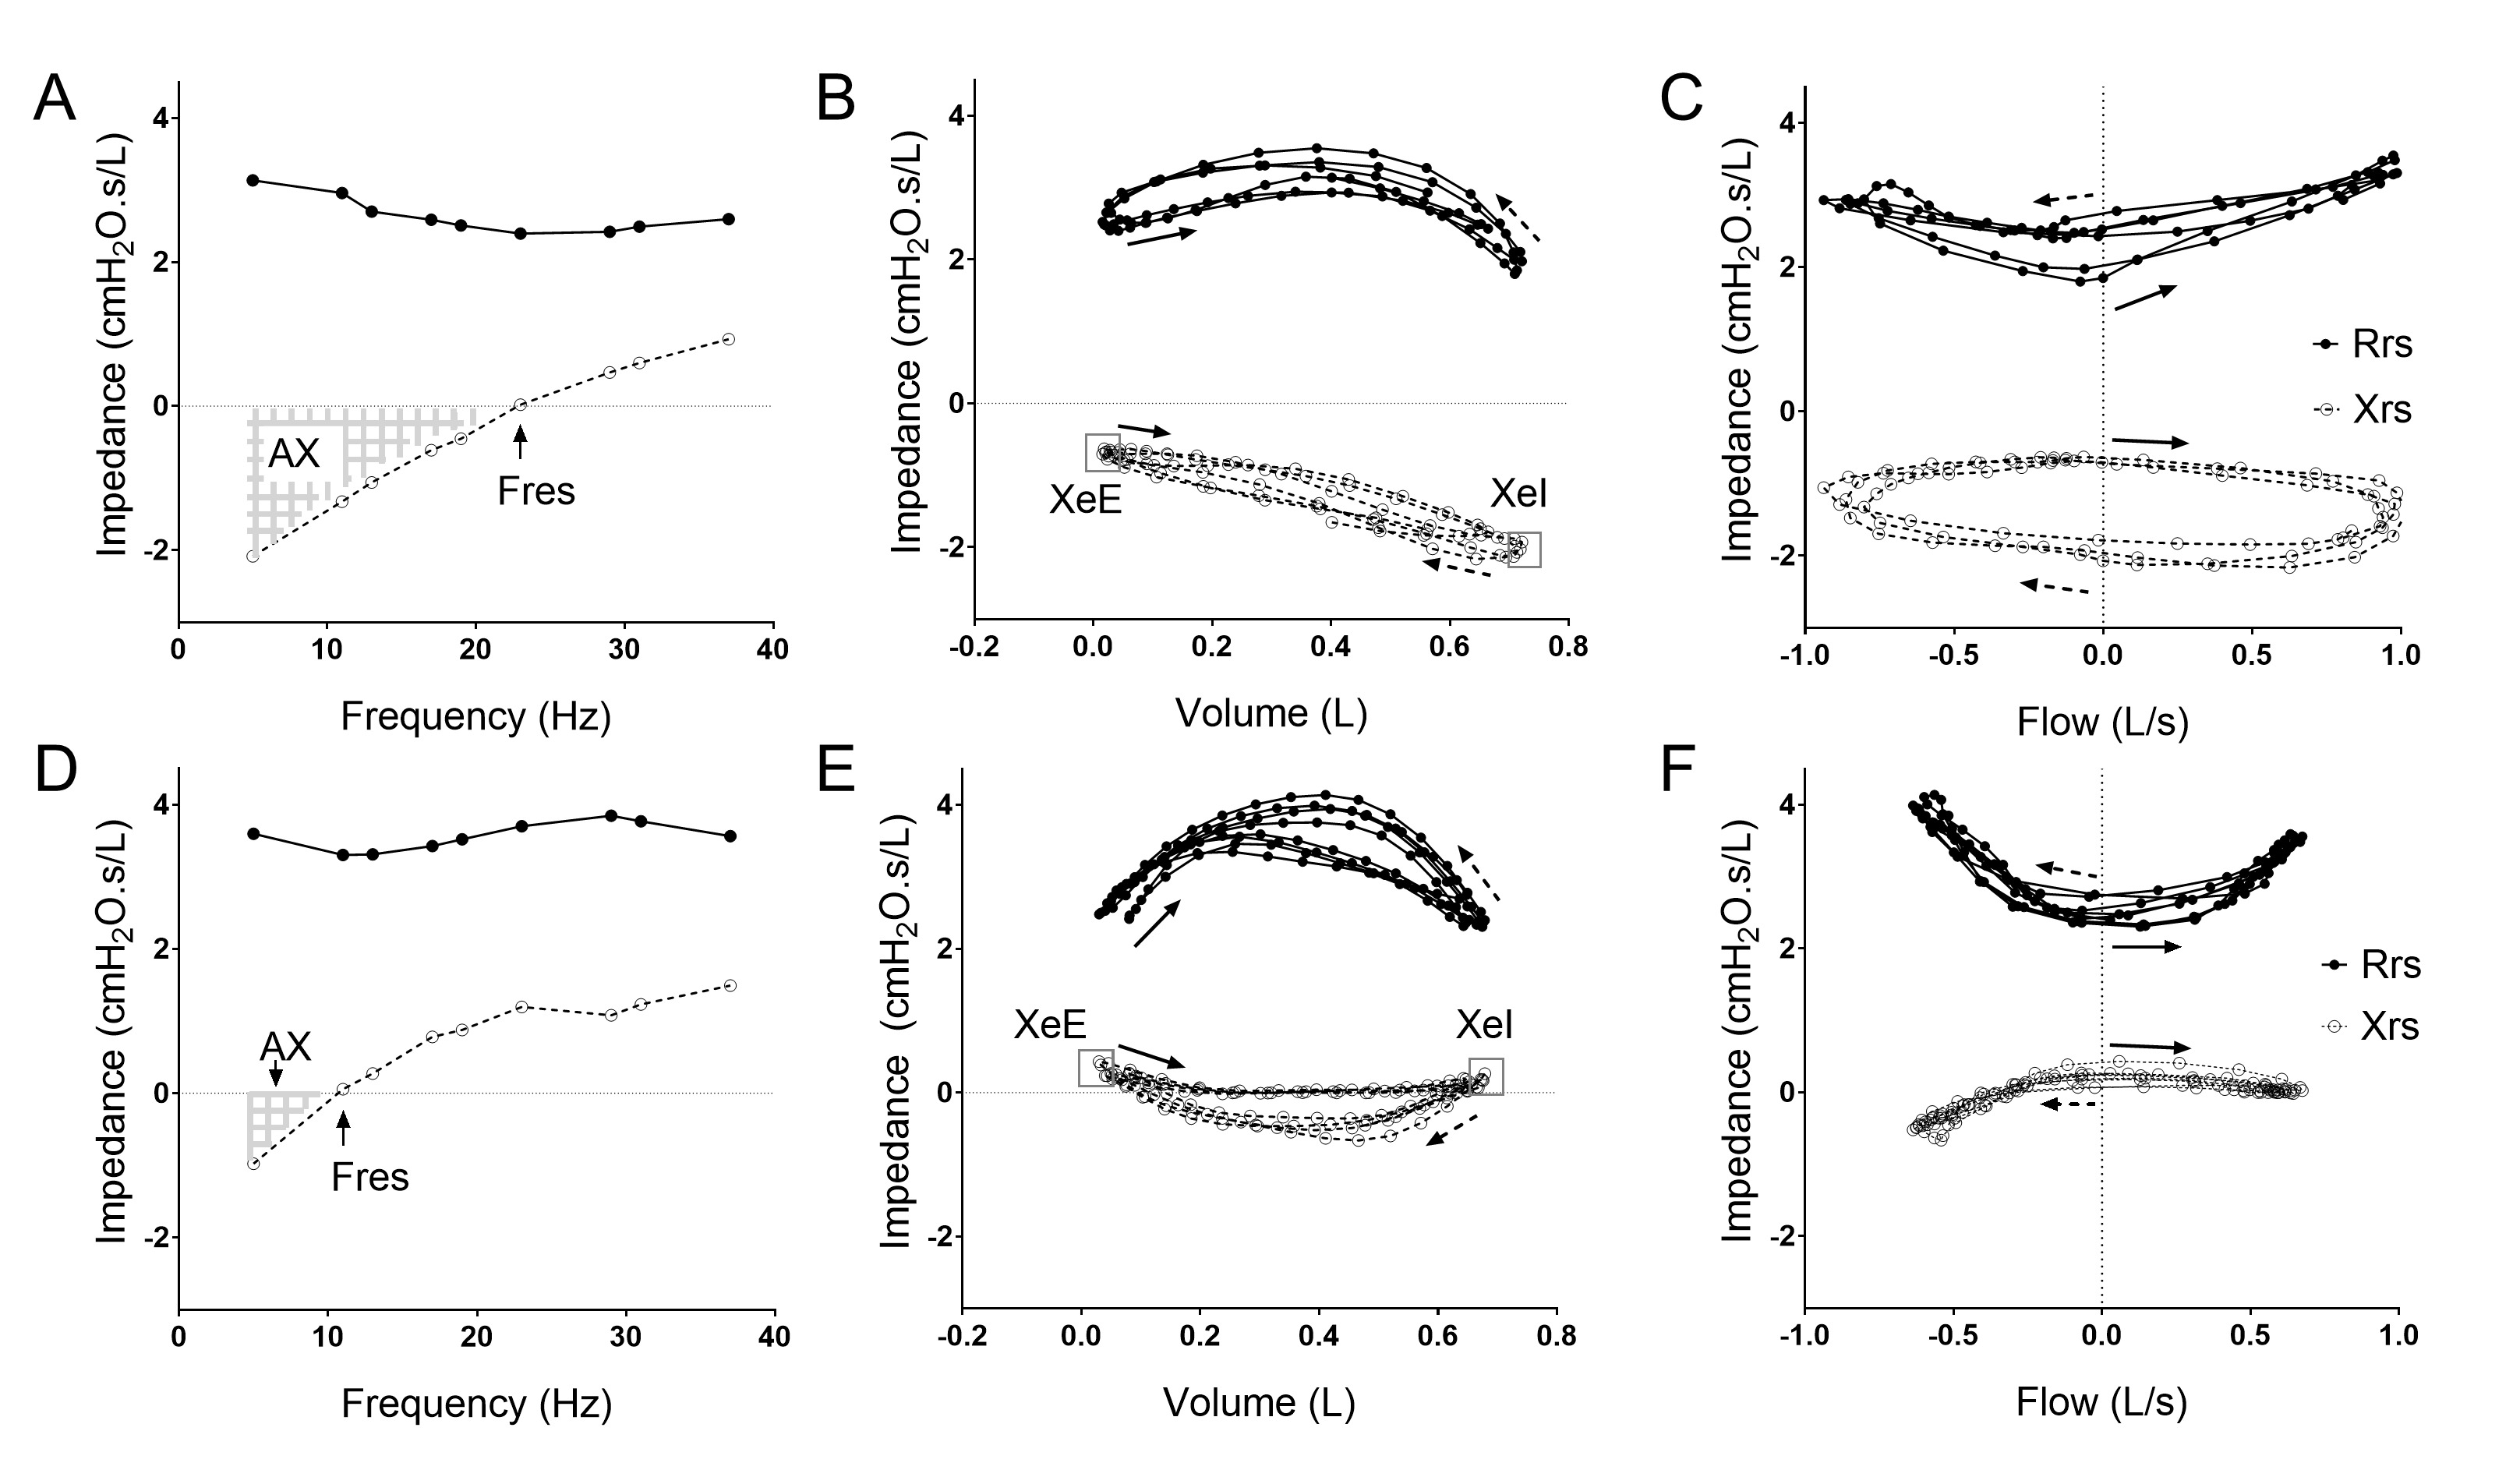 A
Impedance (cmH2O.s/L)
4
2
0
-2
AX
Fres
0
10
20
30
40
Frequency (Hz)
B
Impedance (cmH2O.s/L)
4
2
0
-2
XeE
XeI
-0.2
0.0
0.2
0.4
0.6
0.8
Volume (L)
C
Impedance (cmH2O.s/L)
4
2
0
-2
Rrs
Xrs
-1.0
-0.5
0.0
0.5
1.0
Flow (L/s)
D
Impedance (cmH2O.s/L)
4
2
0
-2
AX
Fres
0
10
20
30
40
Frequency (Hz)
E
Impedance (cmH2O.s/L)
4
2
0
-2
XeE
XeI
-0.2
0.0
0.2
0.4
0.6
0.8
Volume (L)
F
Impedance (cmH2O.s/L)
4
2
0
-2
Rrs
Xrs
-1.0
-0.5
0.0
0.5
1.0
Flow (L/s)